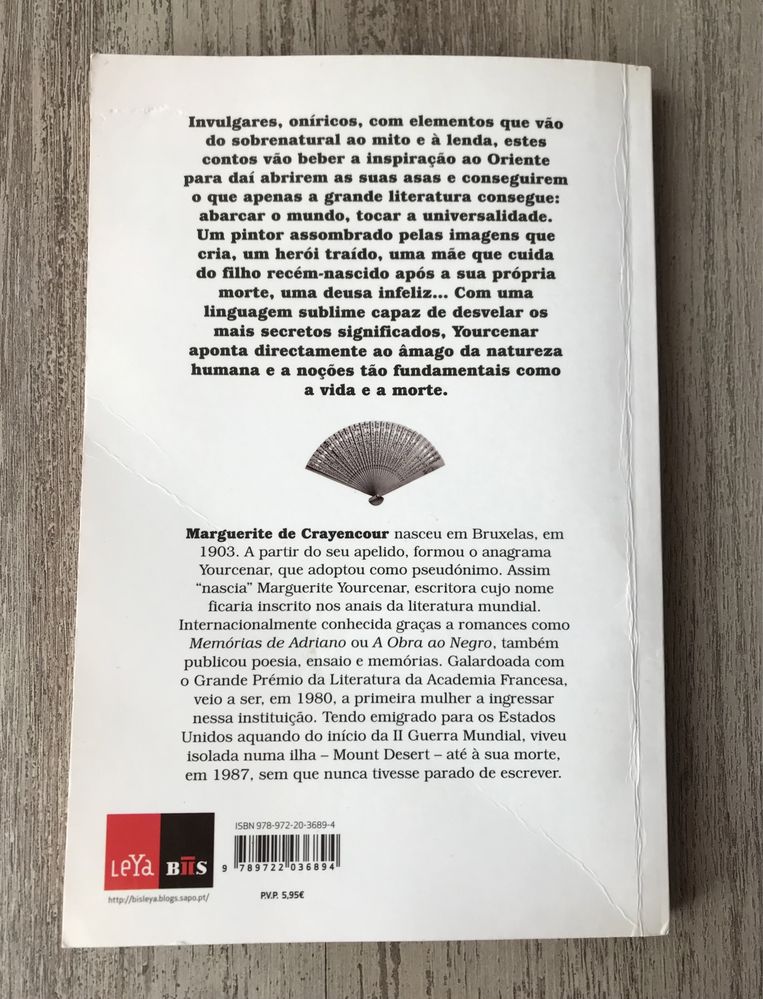 Invulgares, oníricos, com elementos que vão
do sobrenatural ao mito e à lenda, estes
contos vão beber a inspiração ao Oriente
para daí abrirem as suas asas e conseguirem
o que apenas a grande literatura consegue:
abarcar o mundo, tocar a universalidade.
Um pintor assombrado pelas imagens que
cria, um herói traído, uma mãe que cuida
do filho recém-nascido após a sua própria
morte, uma deusa infeliz... Com uma
linguagem sublime capaz de desvelar os
mais secretos significados, Yourcenar
aponta directamente ao âmago da natureza
humana e a noções tão fundamentais como
a vida e a morte.
Marguerite de Crayencour nasceu em Bruxelas, em
1903. A partir do seu apelido, formou o anagrama
Yourcenar, que adoptou como pseudónimo. Assim
“nascia” Marguerite Yourcenar, escritora cujo nome
ficaria inscrito nos anais da literatura mundial.
Internacionalmente conhecida graças a romances como
Memórias de Adriano ou A Obra ao Negro, também
publicou poesia, ensaio e memórias. Galardoada com
o Grande Prémio da Literatura da Academia Francesa,
veio a ser, em 1980, a primeira mulher a ingressar
nessa instituição. Tendo emigrado para os Estados
Unidos aquando do início da II Guerra Mundial, viveu
isolada numa ilha – Mount Desert – até à sua morte,
em 1987, sem que nunca tivesse parado de escrever.
LeYa BIIS
http://bisleya.blogs.sapo.pt/
ISBN 978-972-20-3689-4
9 789722 036894
P.V.P. 5,95€